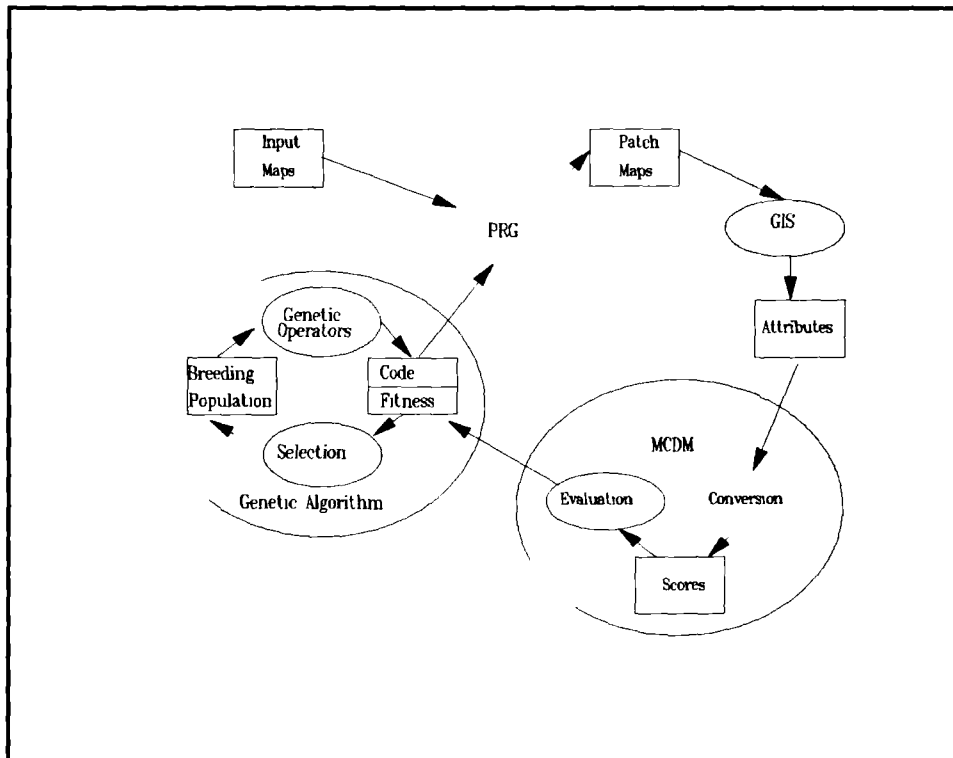 Input
Maps
Patch
Maps
PRG
GIS
Genetic
Operators
Attributes
Breeding
Population
Code
Fitness
Selection
Genetic Algorithm
MCDM
Evaluation
Conversion
Scores